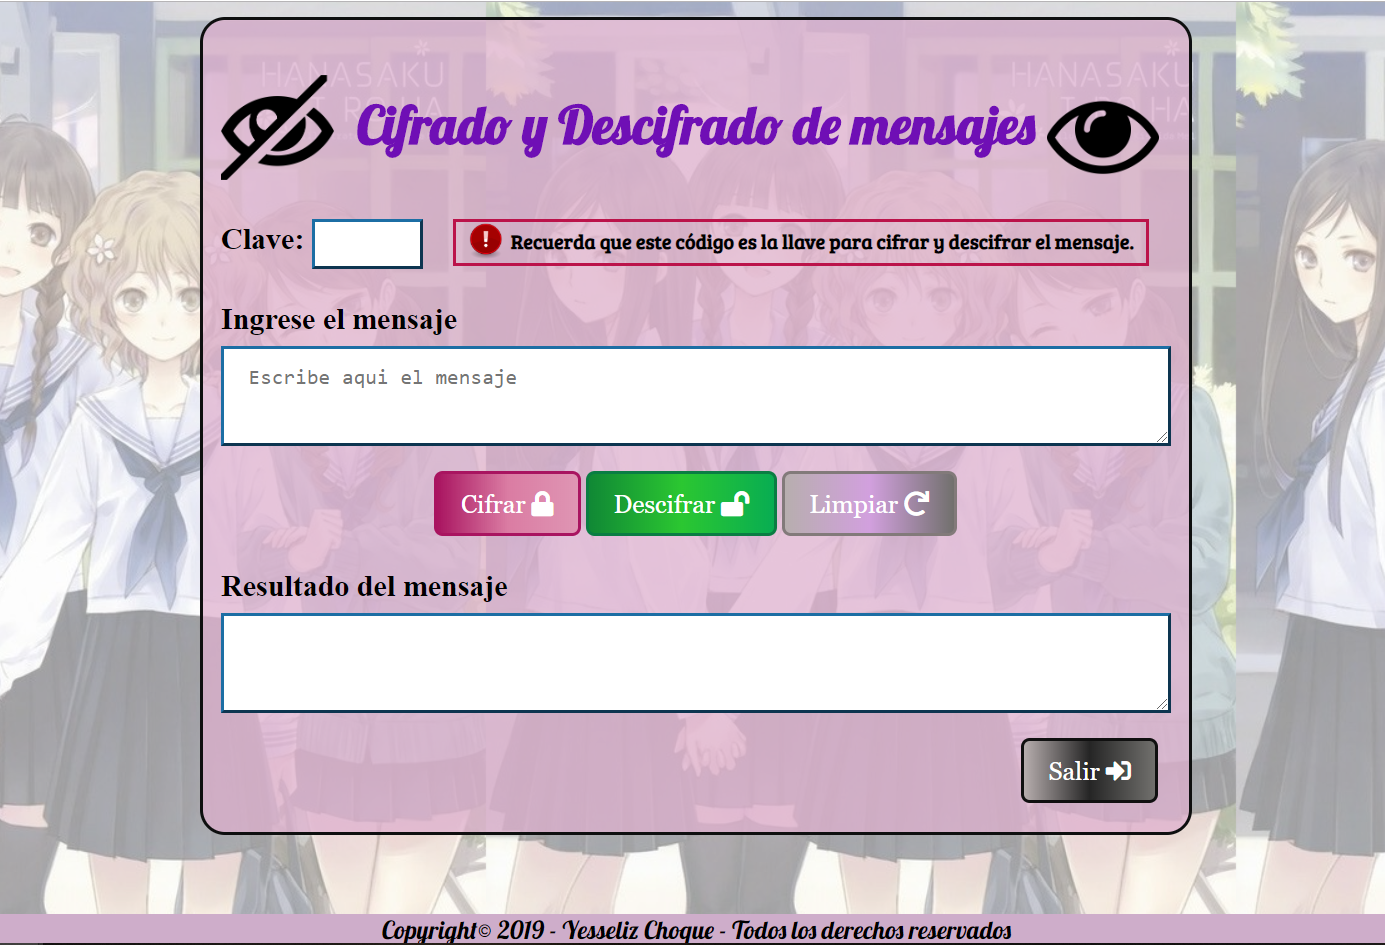 HANASAKU
HANASAKU
Cifrado y Descifrado de mensajes
Clave:
! Recuerda que este código es la llave para cifrar y descifrar el mensaje.
Ingrese el mensaje
Escribe aqui el mensaje
Cifrar
Descifrar
Limpiar
Resultado del mensaje
Salir
Copyright© 2019 - Yesseliz Choque - Todos los derechos reservados